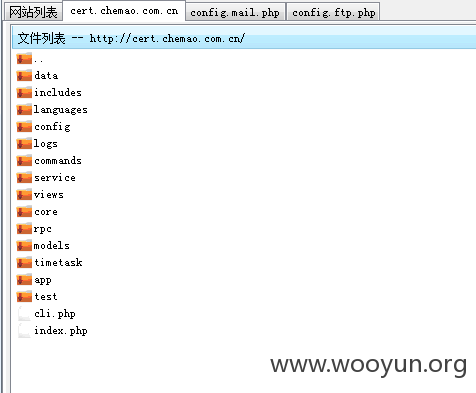 网站列表 cert.chemao.com.cn config.mail.php config.ftp.php
文件列表 -- http://cert.chemao.com.cn/
..
data
includes
languages
config
logs
commands
service
views
core
rpc
models
timetask
app
test
cli.php
index.php
www.wooyun.org